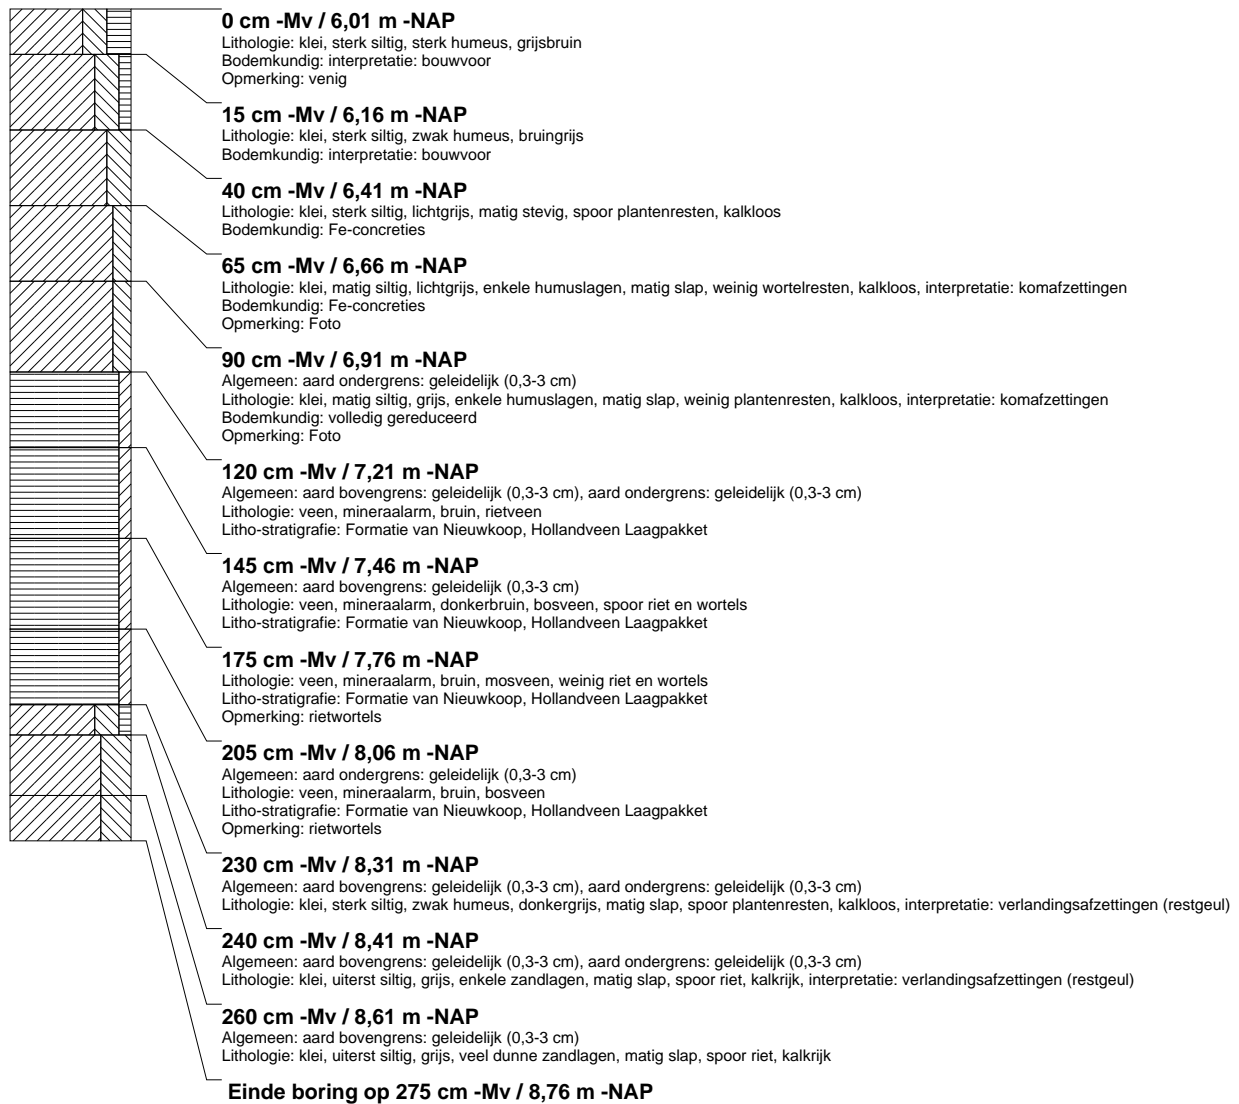 0 cm -Mv / 6,01 m -NAP
Lithologie: klei, sterk siltig, sterk humeus, grijsbruin
Bodemkundig: interpretatie: bouwvoor
Opmerking: venig
15 cm -Mv / 6,16 m -NAP
Lithologie: klei, sterk siltig, zwak humeus, bruingrijs
Bodemkundig: interpretatie: bouwvoor
40 cm -Mv / 6,41 m -NAP
Lithologie: klei, sterk siltig, lichtgrijs, matig stevig, spoor plantenresten, kalkloos
Bodemkundig: Fe-concreties
65 cm -Mv / 6,66 m -NAP
Lithologie: klei, matig siltig, lichtgrijs, enkele humuslagen, matig slap, weinig wortelresten, kalkloos, interpretatie: komafzettingen
Bodemkundig: Fe-concreties
Opmerking: Foto
90 cm -Mv / 6,91 m -NAP
Algemeen: aard ondergrens: geleidelijk (0,3-3 cm)
Lithologie: klei, matig siltig, grijs, enkele humuslagen, matig slap, weinig plantenresten, kalkloos, interpretatie: komafzettingen
Bodemkundig: volledig gereduceerd
Opmerking: Foto
120 cm -Mv / 7,21 m -NAP
Algemeen: aard bovengrens: geleidelijk (0,3-3 cm), aard ondergrens: geleidelijk (0,3-3 cm)
Lithologie: veen, mineraalarm, bruin, rietveen
Litho-stratigrafie: Formatie van Nieuwkoop, Hollandveen Laagpakket
145 cm -Mv / 7,46 m -NAP
Algemeen: aard bovengrens: geleidelijk (0,3-3 cm)
Lithologie: veen, mineraalarm, donkerbruin, bosveen, spoor riet en wortels
Litho-stratigrafie: Formatie van Nieuwkoop, Hollandveen Laagpakket
175 cm -Mv / 7,76 m -NAP
Lithologie: veen, mineraalarm, bruin, mosveen, weinig riet en wortels
Litho-stratigrafie: Formatie van Nieuwkoop, Hollandveen Laagpakket
Opmerking: rietwortels
205 cm -Mv / 8,06 m -NAP
Algemeen: aard ondergrens: geleidelijk (0,3-3 cm)
Lithologie: veen, mineraalarm, bruin, bosveen
Litho-stratigrafie: Formatie van Nieuwkoop, Hollandveen Laagpakket
Opmerking: rietwortels
230 cm -Mv / 8,31 m -NAP
Algemeen: aard bovengrens: geleidelijk (0,3-3 cm), aard ondergrens: geleidelijk (0,3-3 cm)
Lithologie: klei, sterk siltig, zwak humeus, donkergrijs, matig slap, spoor plantenresten, kalkloos, interpretatie: verlandingsafzettingen (restgeul)
240 cm -Mv / 8,41 m -NAP
Algemeen: aard bovengrens: geleidelijk (0,3-3 cm), aard ondergrens: geleidelijk (0,3-3 cm)
Lithologie: klei, uiterst siltig, grijs, enkele zandlagen, matig slap, spoor riet, kalkrijk, interpretatie: verlandingsafzettingen (restgeul)
260 cm -Mv / 8,61 m -NAP
Algemeen: aard bovengrens: geleidelijk (0,3-3 cm)
Lithologie: klei, uiterst siltig, grijs, veel dunne zandlagen, matig slap, spoor riet, kalkrijk
Einde boring op 275 cm -Mv / 8,76 m -NAP